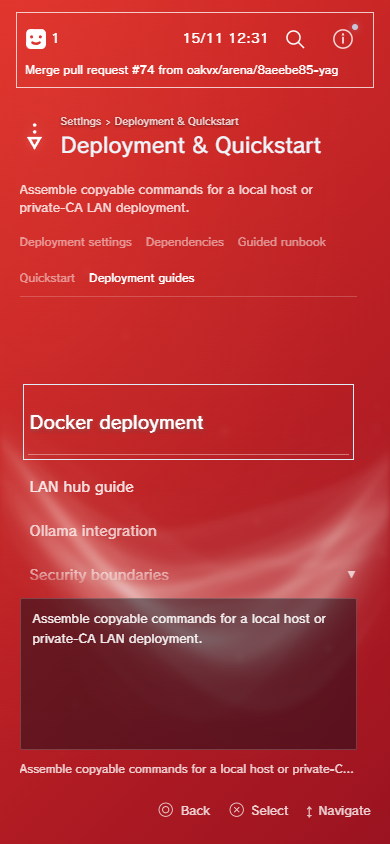 1
15/11 12:31
Merge pull request #74 from oakvx/arena/8aeebe85-yag
Settings > Deployment & Quickstart
Deployment & Quickstart
Assemble copyable commands for a local host or
private-CA LAN deployment.
Deployment settings Dependencies Guided runbook
Quickstart Deployment guides
Docker deployment
LAN hub guide
Ollama integration
Security boundaries
Assemble copyable commands for a local host or
private-CA LAN deployment.
Assemble copyable commands for a local host or private-C...
Back Select Navigate